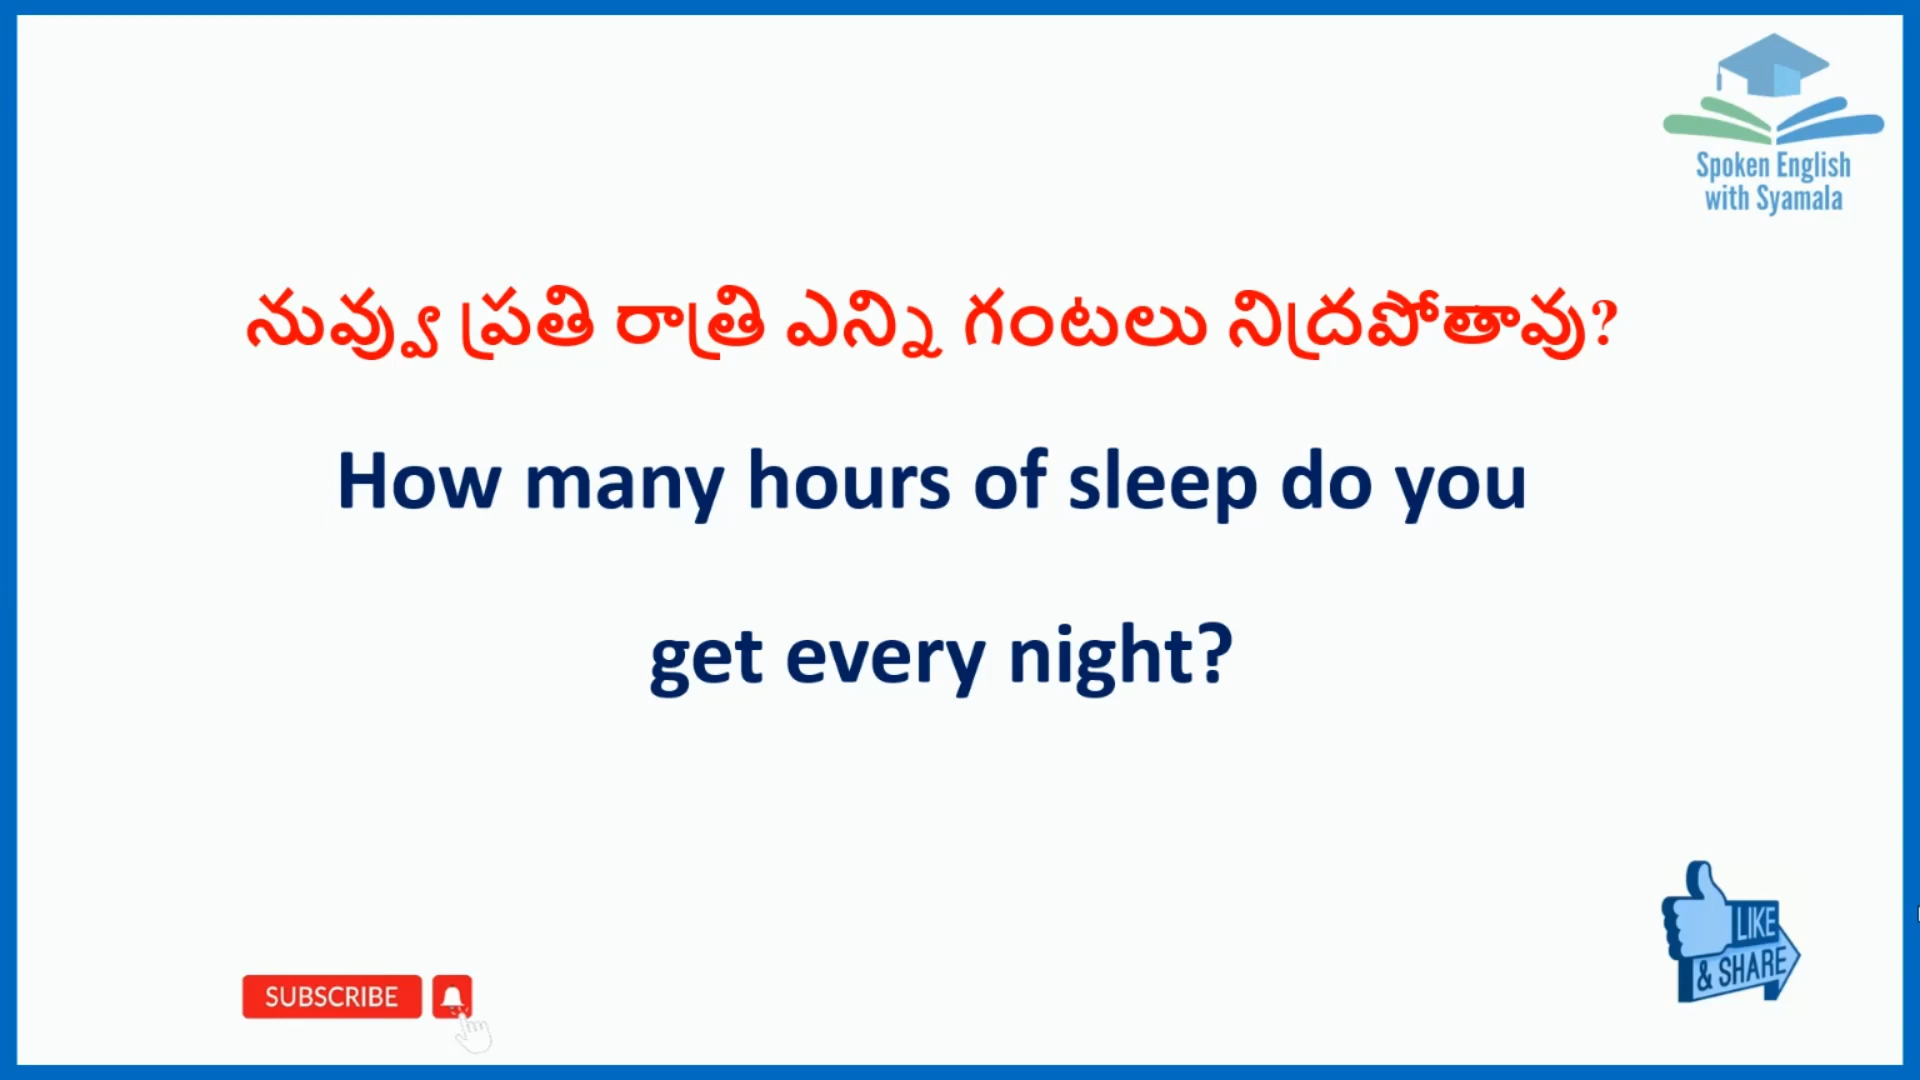 Spoken English
with Syamala
నువ్వు ప్రతి రాత్రి ఎన్ని గంటలు నిద్రపోతావు?
How many hours of sleep do you
get every night?
LIKE
& SHARE
SUBSCRIBE